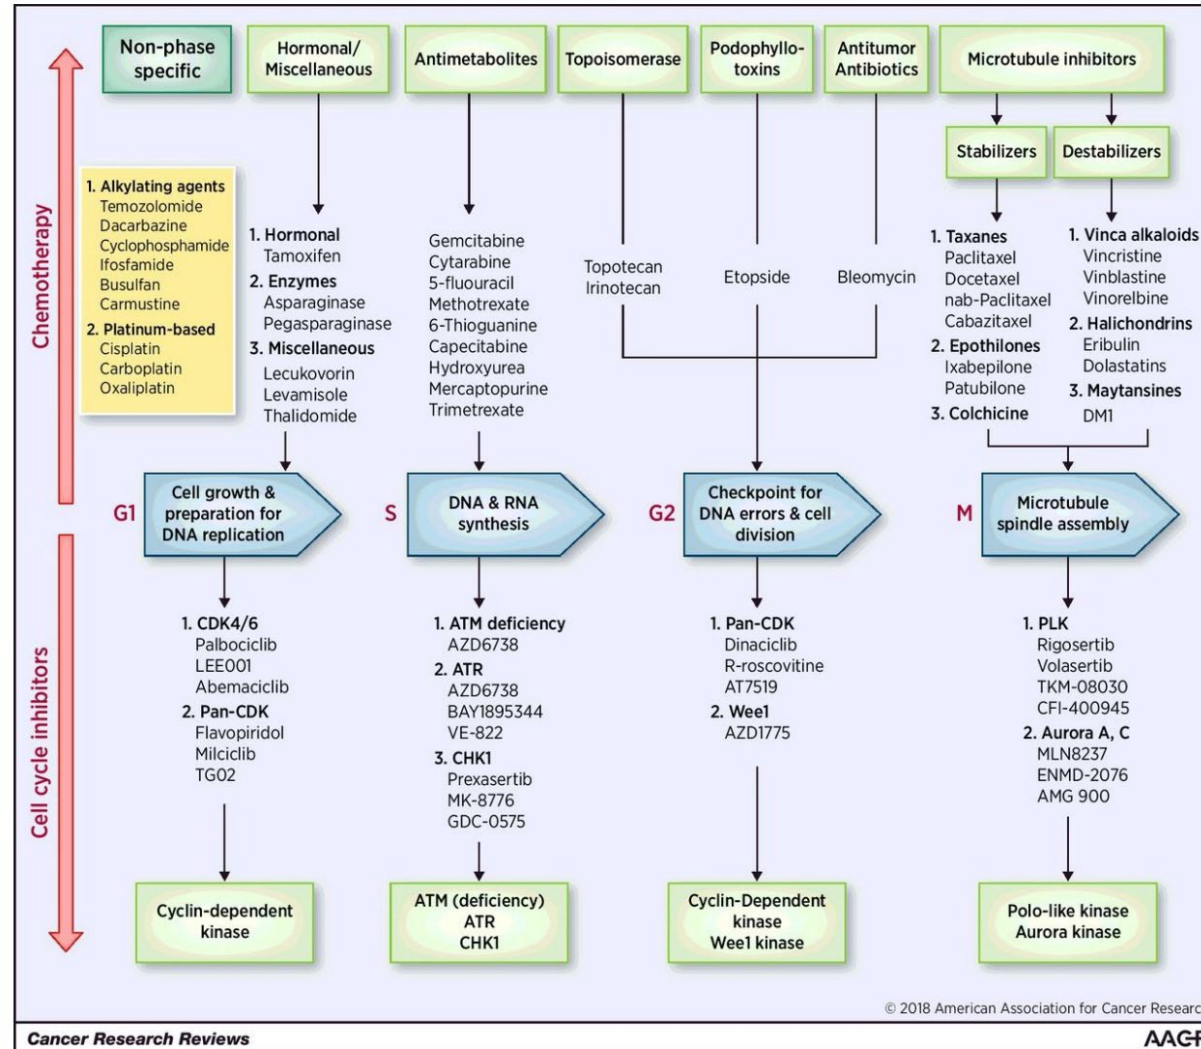 Non-phase
specific
Hormonal/
Miscellaneous
Antimetabolites
Topoisomerase
Podophyllo-
toxins
Antitumor
Antibiotics
Microtubule inhibitors
Stabilizers
Destabilizers
Chemotherapy
1. Alkylating agents
Temozolomide
Dacarbazine
Cyclophosphamide
Ifosfamide
Busulfan
Carmustine
2. Platinum-based
Cisplatin
Carboplatin
Oxaliplatin
1. Hormonal
Tamoxifen
2. Enzymes
Asparaginase
Pegasparaginase
3. Miscellaneous
Lecukovorin
Levamisole
Thalidomide
Gemcitabine
Cytarabine
5-fluouracil
Methotrexate
6-Thioguanine
Capecitabine
Hydroxyurea
Mercaptopurine
Trimetrexate
Topotecan
Irinotecan
Etopside
Bleomycin
1. Taxanes
Paclitaxel
Docetaxel
nab-Paclitaxel
Cabazitaxel
2. Epothilones
Ixabepilone
Patubilone
3. Colchicine
1. Vinca alkaloids
Vincristine
Vinblastine
Vinorelbine
2. Halichondrins
Eribulin
Dolastatins
3. Maytansines
DM1
G1
Cell growth &
preparation for
DNA replication
S
DNA & RNA
synthesis
G2
Checkpoint for
DNA errors & cell
division
M
Microtubule
spindle assembly
Cell cycle inhibitors
1. CDK4/6
Palbociclib
LEE001
Abemaciclib
2. Pan-CDK
Flavopiridol
Milciclib
TG02
1. ATM deficiency
AZD6738
2. ATR
AZD6738
BAY1895344
VE-822
3. CHK1
Prexasertib
MK-8776
GDC-0575
1. Pan-CDK
Dinaciclib
R-roscovitine
AT7519
2. Wee1
AZD1775
1. PLK
Rigosertib
Volasertib
TKM-08030
CFI-400945
2. Aurora A, C
MLN8237
ENMD-2076
AMG 900
Cyclin-dependent
kinase
ATM (deficiency)
ATR
CHK1
Cyclin-Dependent
kinase
Wee1 kinase
Polo-like kinase
Aurora kinase
© 2018 American Association for Cancer Research
Cancer Research Reviews